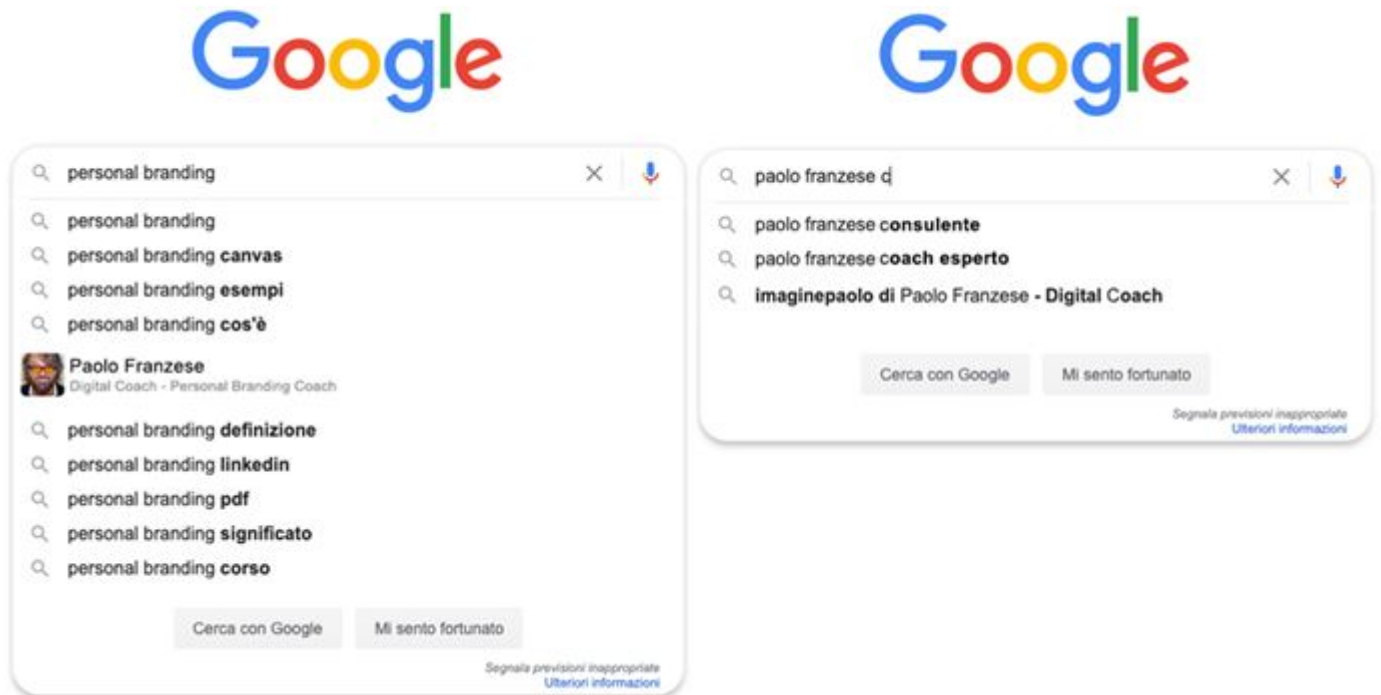 Google
personal branding
personal branding
personal branding canvas
personal branding esempi
personal branding cos'è
Paolo Franzese
Digital Coach - Personal Branding Coach
personal branding definizione
personal branding linkedin
personal branding pdf
personal branding significato
personal branding corso
Cerca con Google
Mi sento fortunato
Segnala previsioni inappropriate
Ulteriori informazioni
Google
paolo franzese c
paolo franzese consulente
paolo franzese coach esperto
imaginepaolo di Paolo Franzese - Digital Coach
Cerca con Google
Mi sento fortunato
Segnala previsioni inappropriate
Ulteriori informazioni